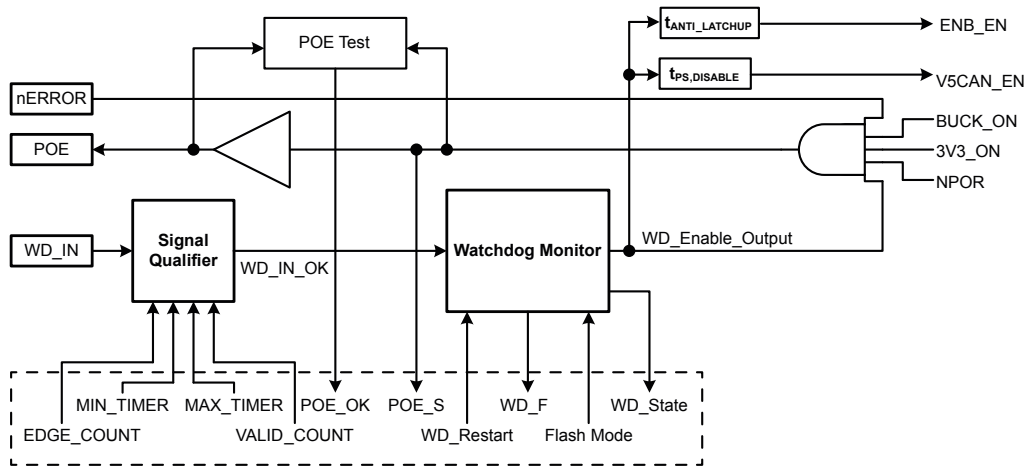 tANTI_LATCHUP
ENB_EN
POE Test
tPS,DISABLE
V5CAN_EN
nERROR
BUCK_ON
POE
3V3_ON
NPOR
Signal
Qualifier
WD_IN
WD_IN_OK
Watchdog Monitor
WD_Enable_Output
MIN_TIMER
MAX_TIMER
POE_OK
POE_S
WD_F
WD_State
EDGE_COUNT
VALID_COUNT
WD_Restart
Flash Mode